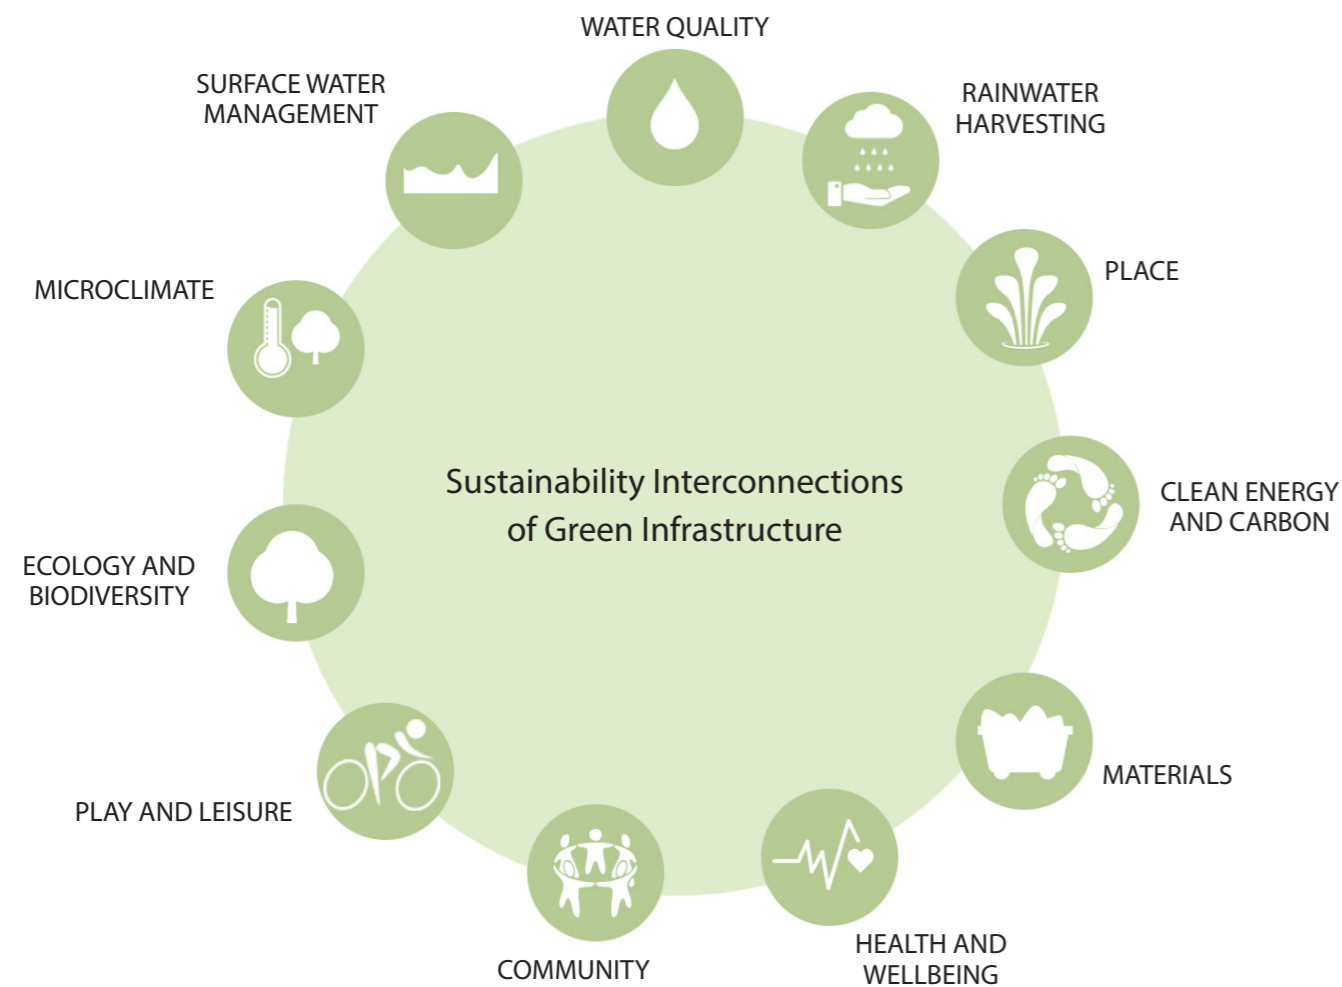 WATER QUALITY
RAINWATER
HARVESTING
PLACE
CLEAN ENERGY
AND CARBON
MATERIALS
HEALTH AND
WELLBEING
COMMUNITY
PLAY AND LEISURE
ECOLOGY AND
BIODIVERSITY
MICROCLIMATE
SURFACE WATER
MANAGEMENT
Sustainability Interconnections
of Green Infrastructure